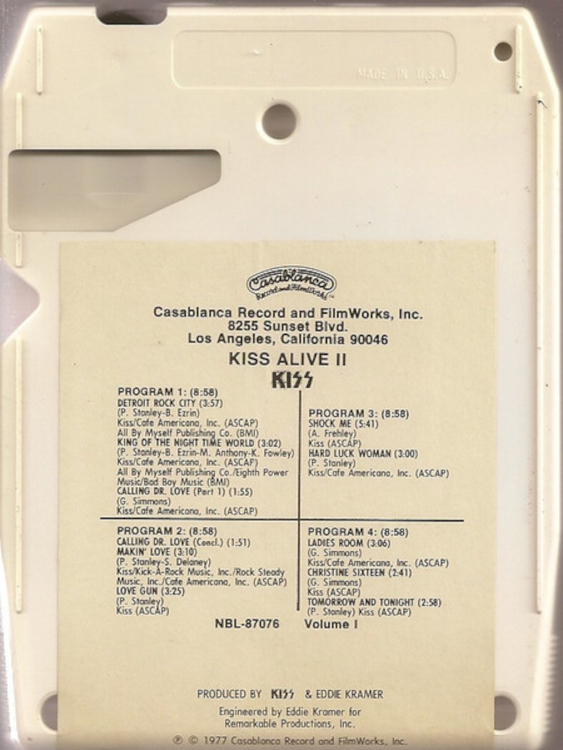 MADE IN U.S.A.
Casablanca
Record and FilmWorks
Casablanca Record and FilmWorks, Inc.
8255 Sunset Blvd.
Los Angeles, California 90046
KISS ALIVE II
KISS
PROGRAM 1: (8:58)
DETROIT ROCK CITY (3:57)
(P. Stanley-B. Ezrin)
Kiss/Cafe Americana, Inc. (ASCAP)
All By Myself Publishing Co. (BMI)
KING OF THE NIGHT TIME WORLD (3:02)
(P. Stanley-B. Ezrin-M. Anthony-K. Fowley)
Kiss/Cafe Americana, Inc. (ASCAP)
All By Myself Publishing Co./Eighth Power
Music/Bad Boy Music (BMI)
CALLING DR. LOVE (Part 1) (1:55)
(G. Simmons)
Kiss/Cafe Americana, Inc. (ASCAP)
PROGRAM 2: (8:58)
CALLING DR. LOVE (Concl.) (1:51)
MAKIN' LOVE (3:10)
(P. Stanley-S. Delaney)
Kiss/Kick-A-Rock Music, Inc./Rock Steady
Music, Inc./Cafe Americana, Inc. (ASCAP)
LOVE GUN (3:25)
(P. Stanley)
Kiss (ASCAP)
PROGRAM 3: (8:58)
SHOCK ME (5:41)
(A. Frehley)
Kiss (ASCAP)
HARD LUCK WOMAN (3:00)
(P. Stanley)
Kiss/Cafe Americana, Inc. (ASCAP)
PROGRAM 4: (8:58)
LADIES ROOM (3:06)
(G. Simmons)
Kiss/Cafe Americana, Inc. (ASCAP)
CHRISTINE SIXTEEN (2:41)
(G. Simmons)
Kiss (ASCAP)
TOMORROW AND TONIGHT (2:58)
(P. Stanley) Kiss (ASCAP)
NBL-87076 Volume I
PRODUCED BY KISS & EDDIE KRAMER
Engineered by Eddie Kramer for
Remarkable Productions, Inc.
℗ © 1977 Casablanca Record and FilmWorks, Inc.